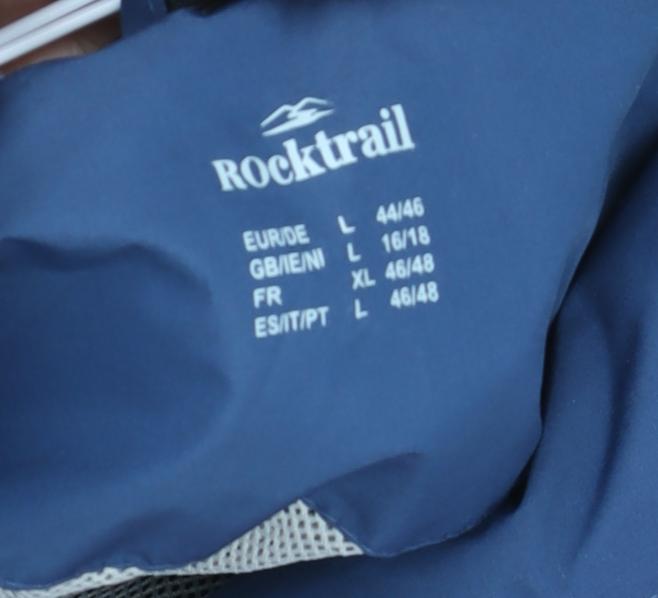 Rocktrail
EUR/DE L 44/46
GB/IE/NI L 16/18
FR XL 46/48
ES/IT/PT L 46/48